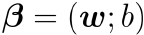 β = (w; b)